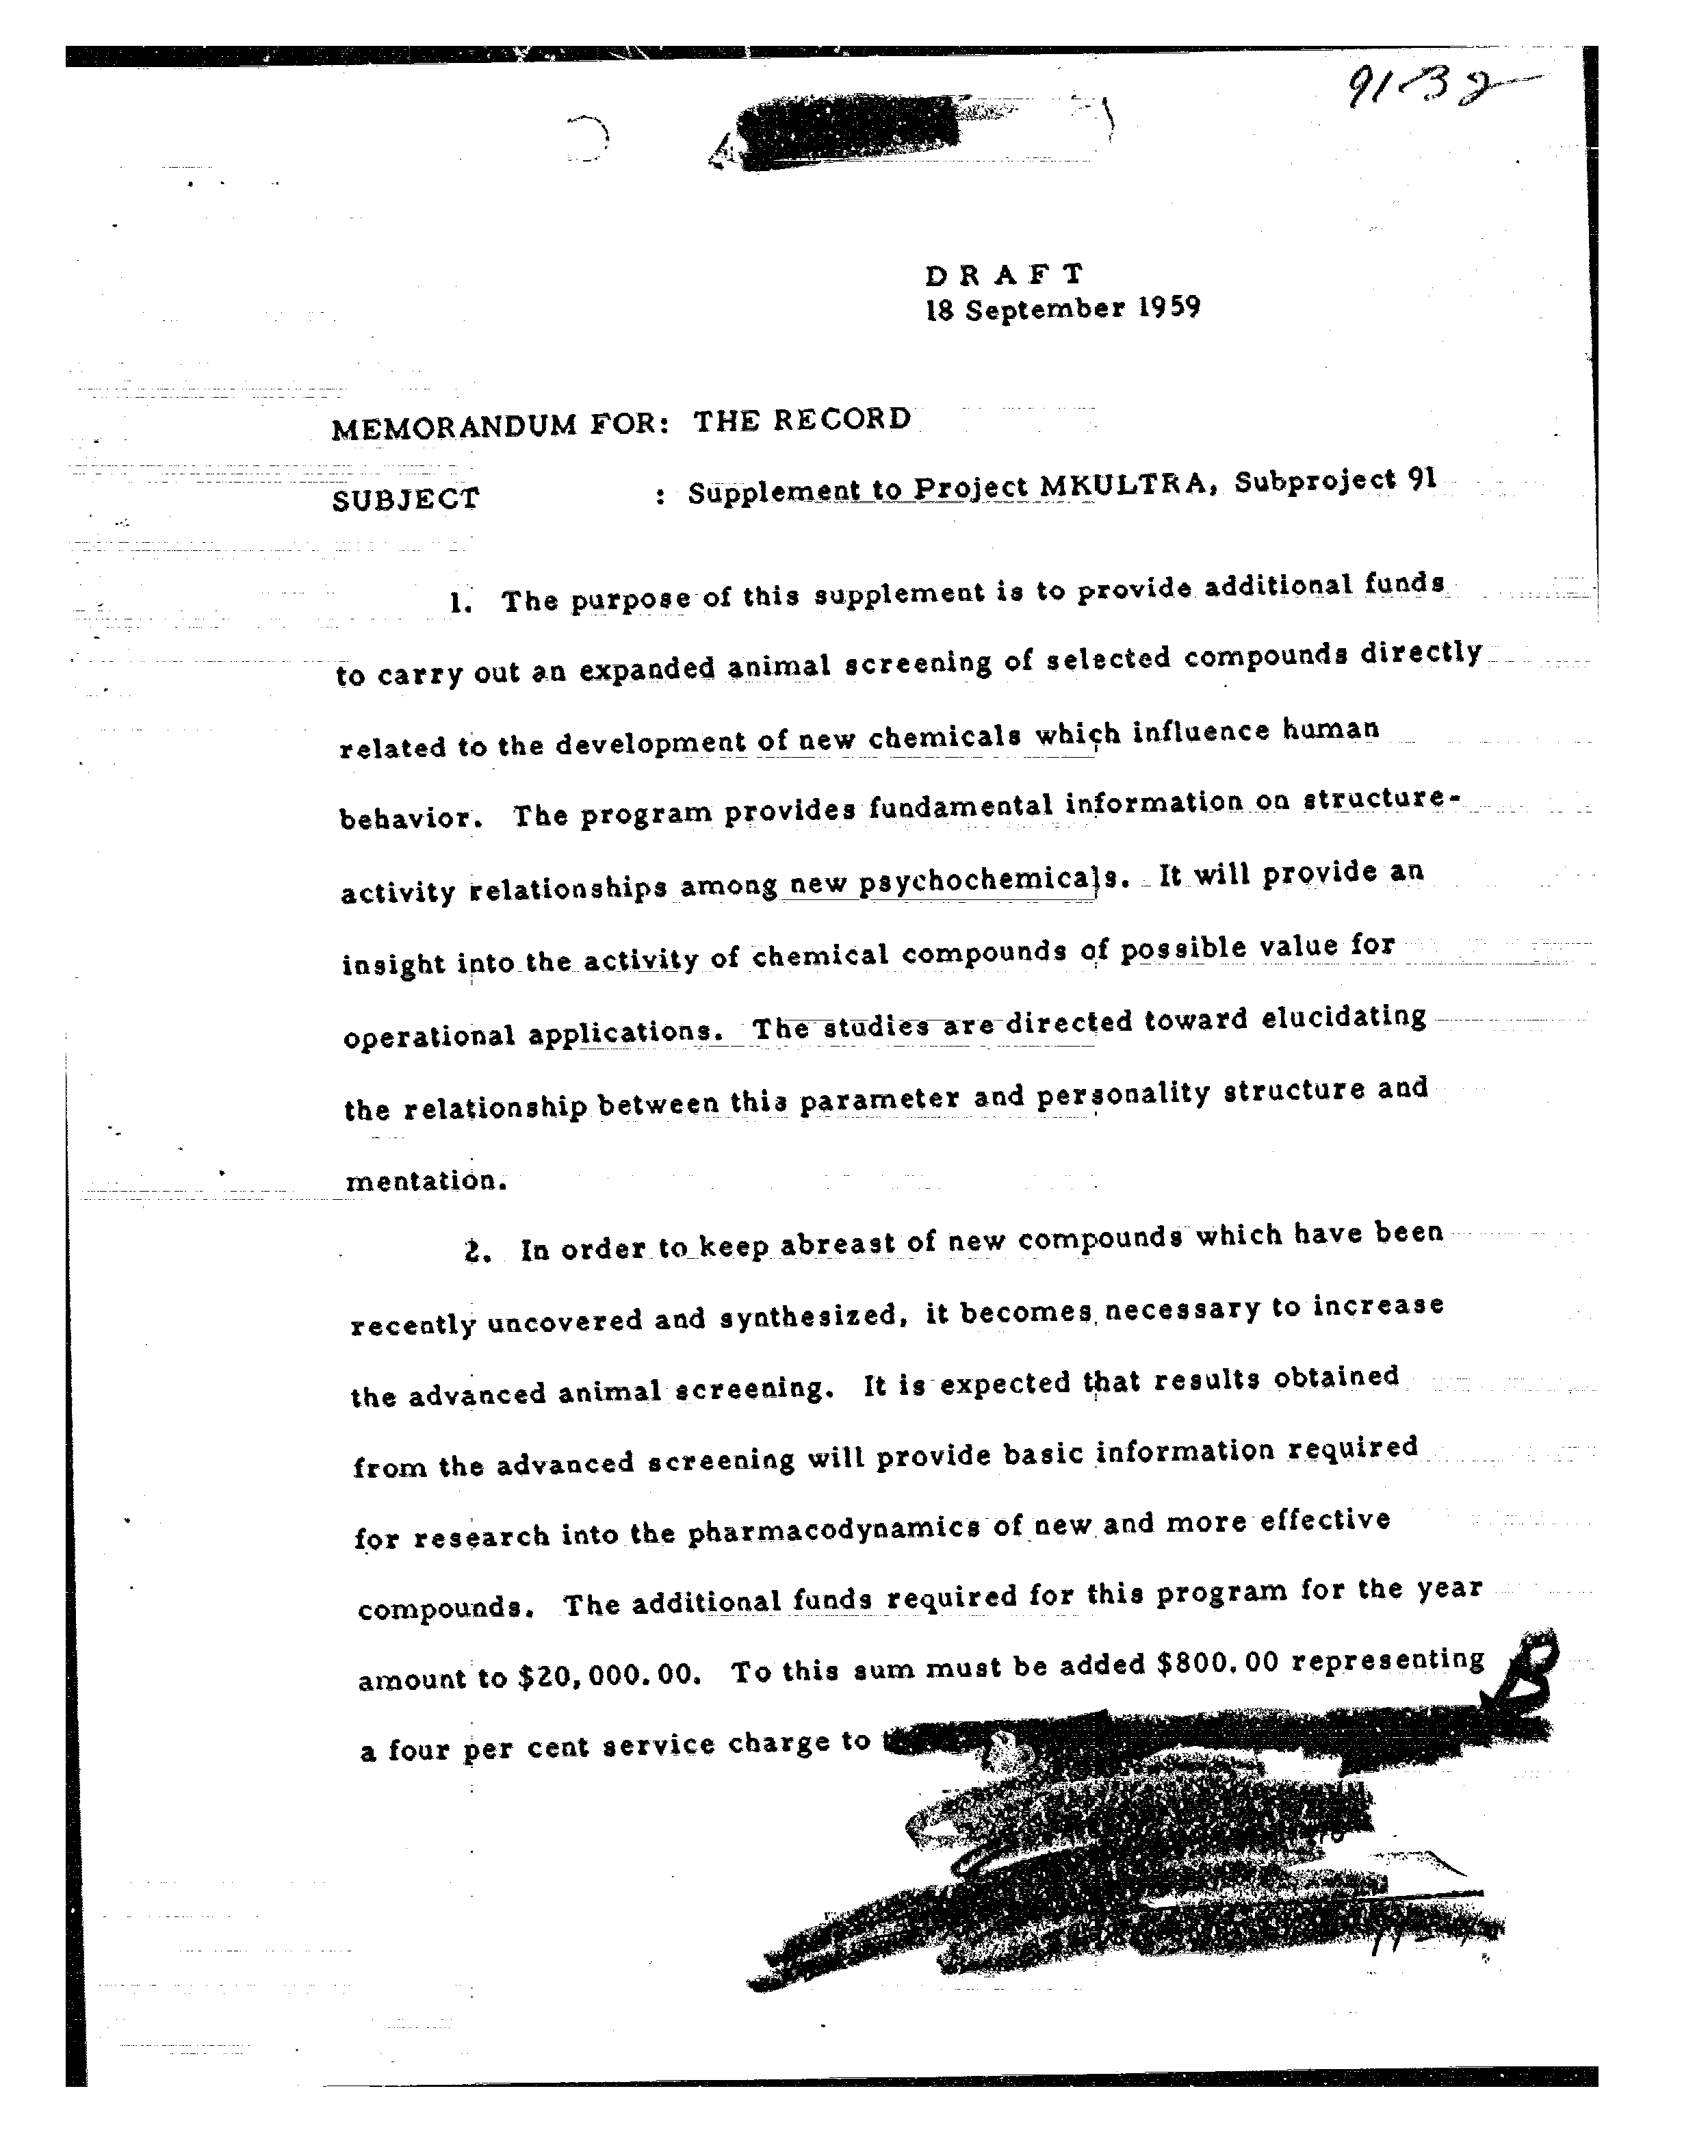 91-32
D R A F T
18 September 1959
MEMORANDUM FOR: THE RECORD
SUBJECT : Supplement to Project MKULTRA, Subproject 91
1. The purpose of this supplement is to provide additional funds
to carry out an expanded animal screening of selected compounds directly
related to the development of new chemicals which influence human
behavior. The program provides fundamental information on structure-
activity relationships among new psychochemicals. It will provide an
insight into the activity of chemical compounds of possible value for
operational applications. The studies are directed toward elucidating
the relationship between this parameter and personality structure and
mentation.
2. In order to keep abreast of new compounds which have been
recently uncovered and synthesized, it becomes necessary to increase
the advanced animal screening. It is expected that results obtained
from the advanced screening will provide basic information required
for research into the pharmacodynamics of new and more effective
compounds. The additional funds required for this program for the year
amount to $20,000.00. To this sum must be added $800.00 representing
B
a four per cent service charge to